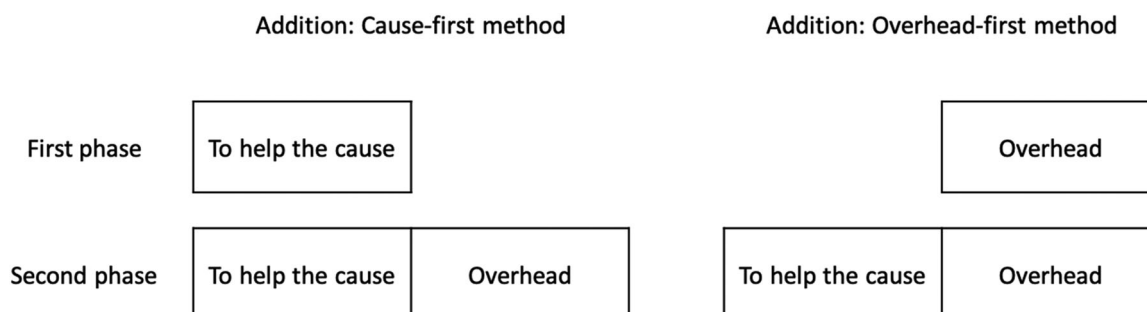 Addition: Cause-first method
Addition: Overhead-first method
First phase
To help the cause
Overhead
Second phase
To help the cause
Overhead
To help the cause
Overhead